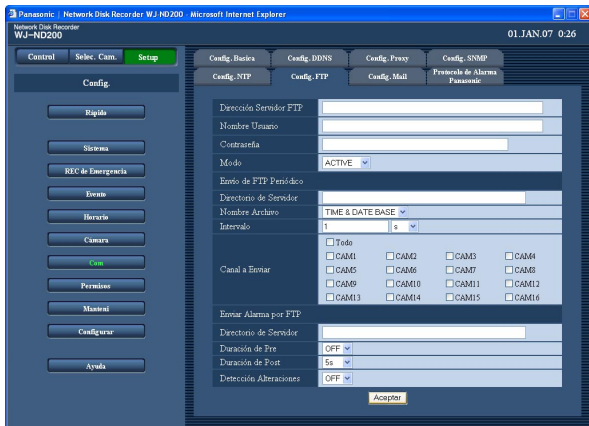 Panasonic | Network Disk Recorder WJ-ND200 - Microsoft Internet Explorer
Network Disk Recorder
WJ-ND200
01.JAN.07 0:26
Control
Selec. Cam.
Setup
Config.
Rápido
Sistema
REC de Emergencia
Evento
Horario
Cámara
Com
Permisos
Manteni
Configurar
Ayuda
Config. Basica
Config. DDNS
Config. Proxy
Config. SNMP
Config. NTP
Config. FTP
Config. Mail
Protocolo de Alarma
Panasonic
Dirección Servidor FTP
Nombre Usuario
Contraseña
Modo ACTIVE
Envío de FTP Periódico
Directorio de Servidor
Nombre Archivo TIME & DATE BASE
Intervalo 1 s
Canal a Enviar
Todo
CAM1 CAM2 CAM3 CAM4
CAM5 CAM6 CAM7 CAM8
CAM9 CAM10 CAM11 CAM12
CAM13 CAM14 CAM15 CAM16
Enviar Alarma por FTP
Directorio de Servidor
Duración de Pre OFF
Duración de Post 5s
Detección Alteraciones OFF
Aceptar